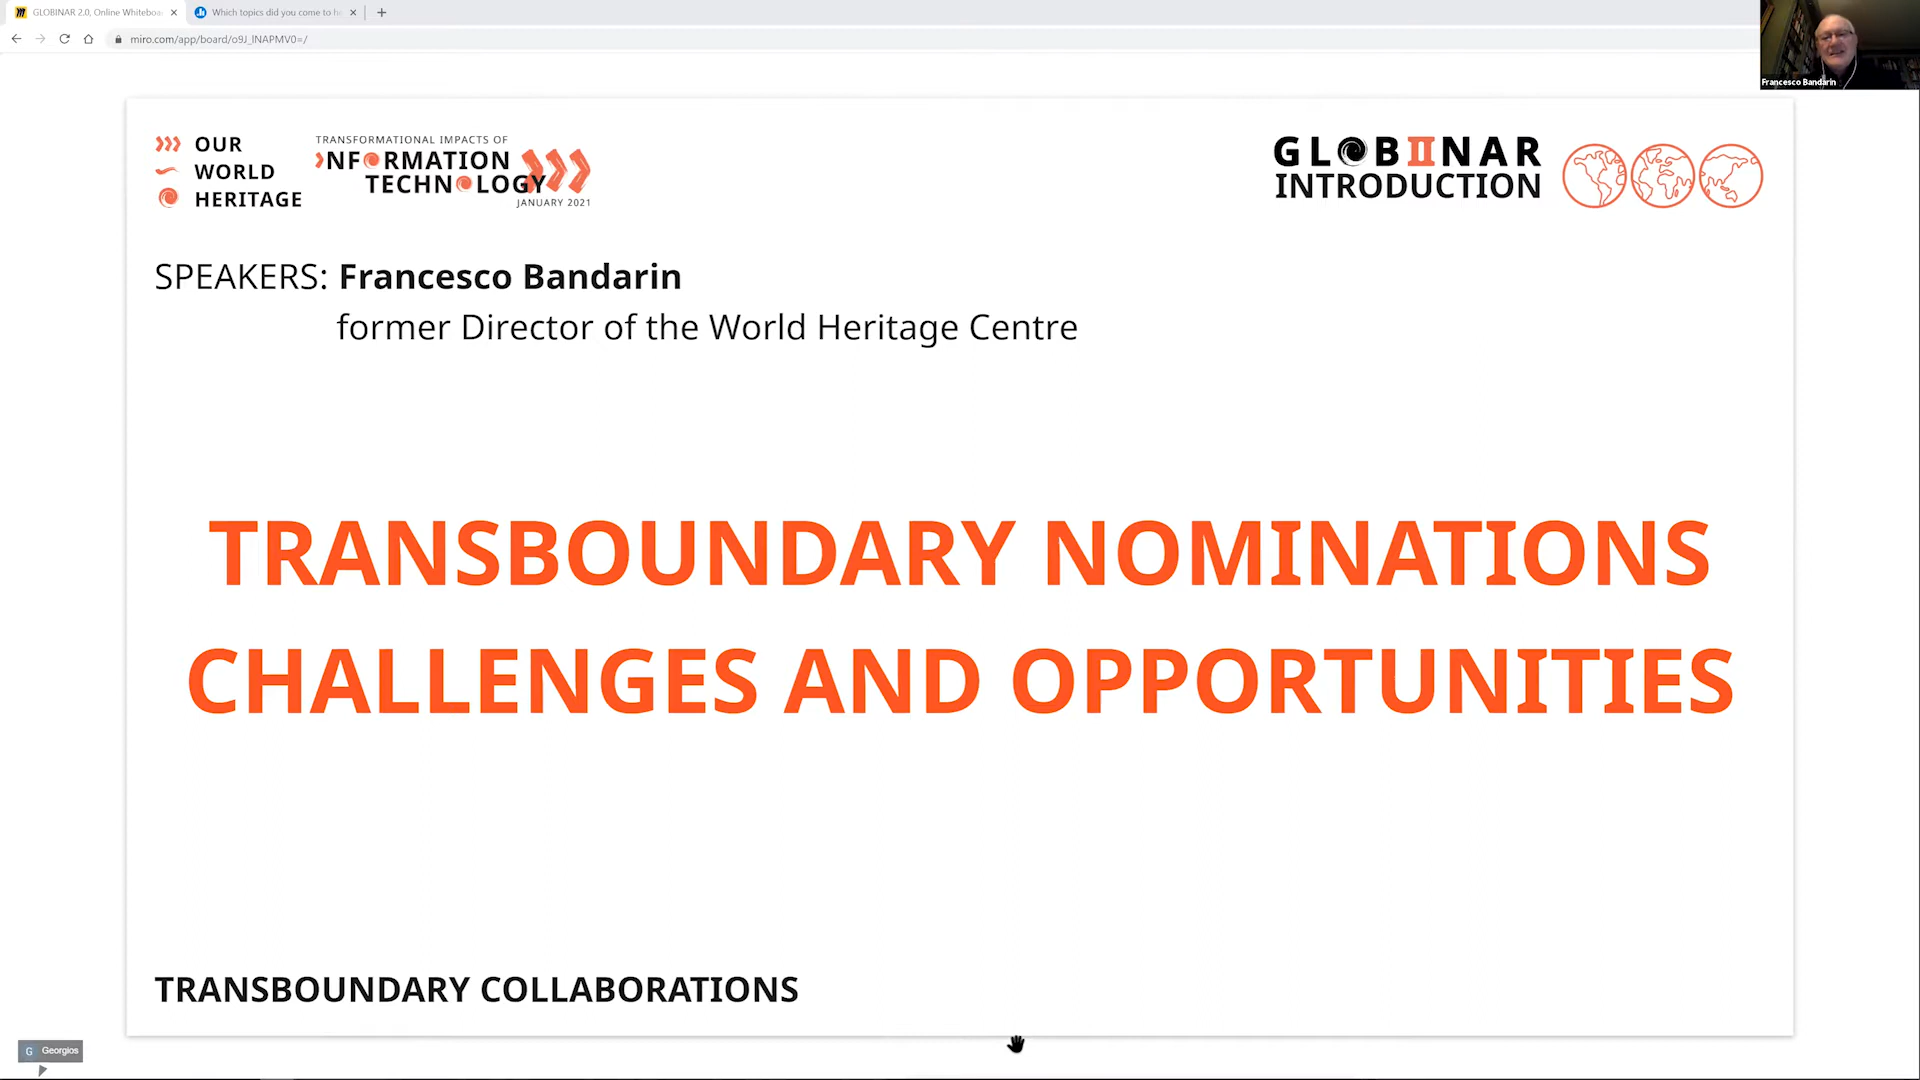 GLOBINAR 2.0, Online Whiteboa
Which topics did you come to h
miro.com/app/board/o9J_lNAPMV0=/
Francesco Bandarin
OUR
WORLD
HERITAGE
TRANSFORMATIONAL IMPACTS OF
INFORMATION
TECHNOLOGY
JANUARY 2021
GLOBIINAR
INTRODUCTION
SPEAKERS: Francesco Bandarin
former Director of the World Heritage Centre
TRANSBOUNDARY NOMINATIONS
CHALLENGES AND OPPORTUNITIES
TRANSBOUNDARY COLLABORATIONS
G Georgios